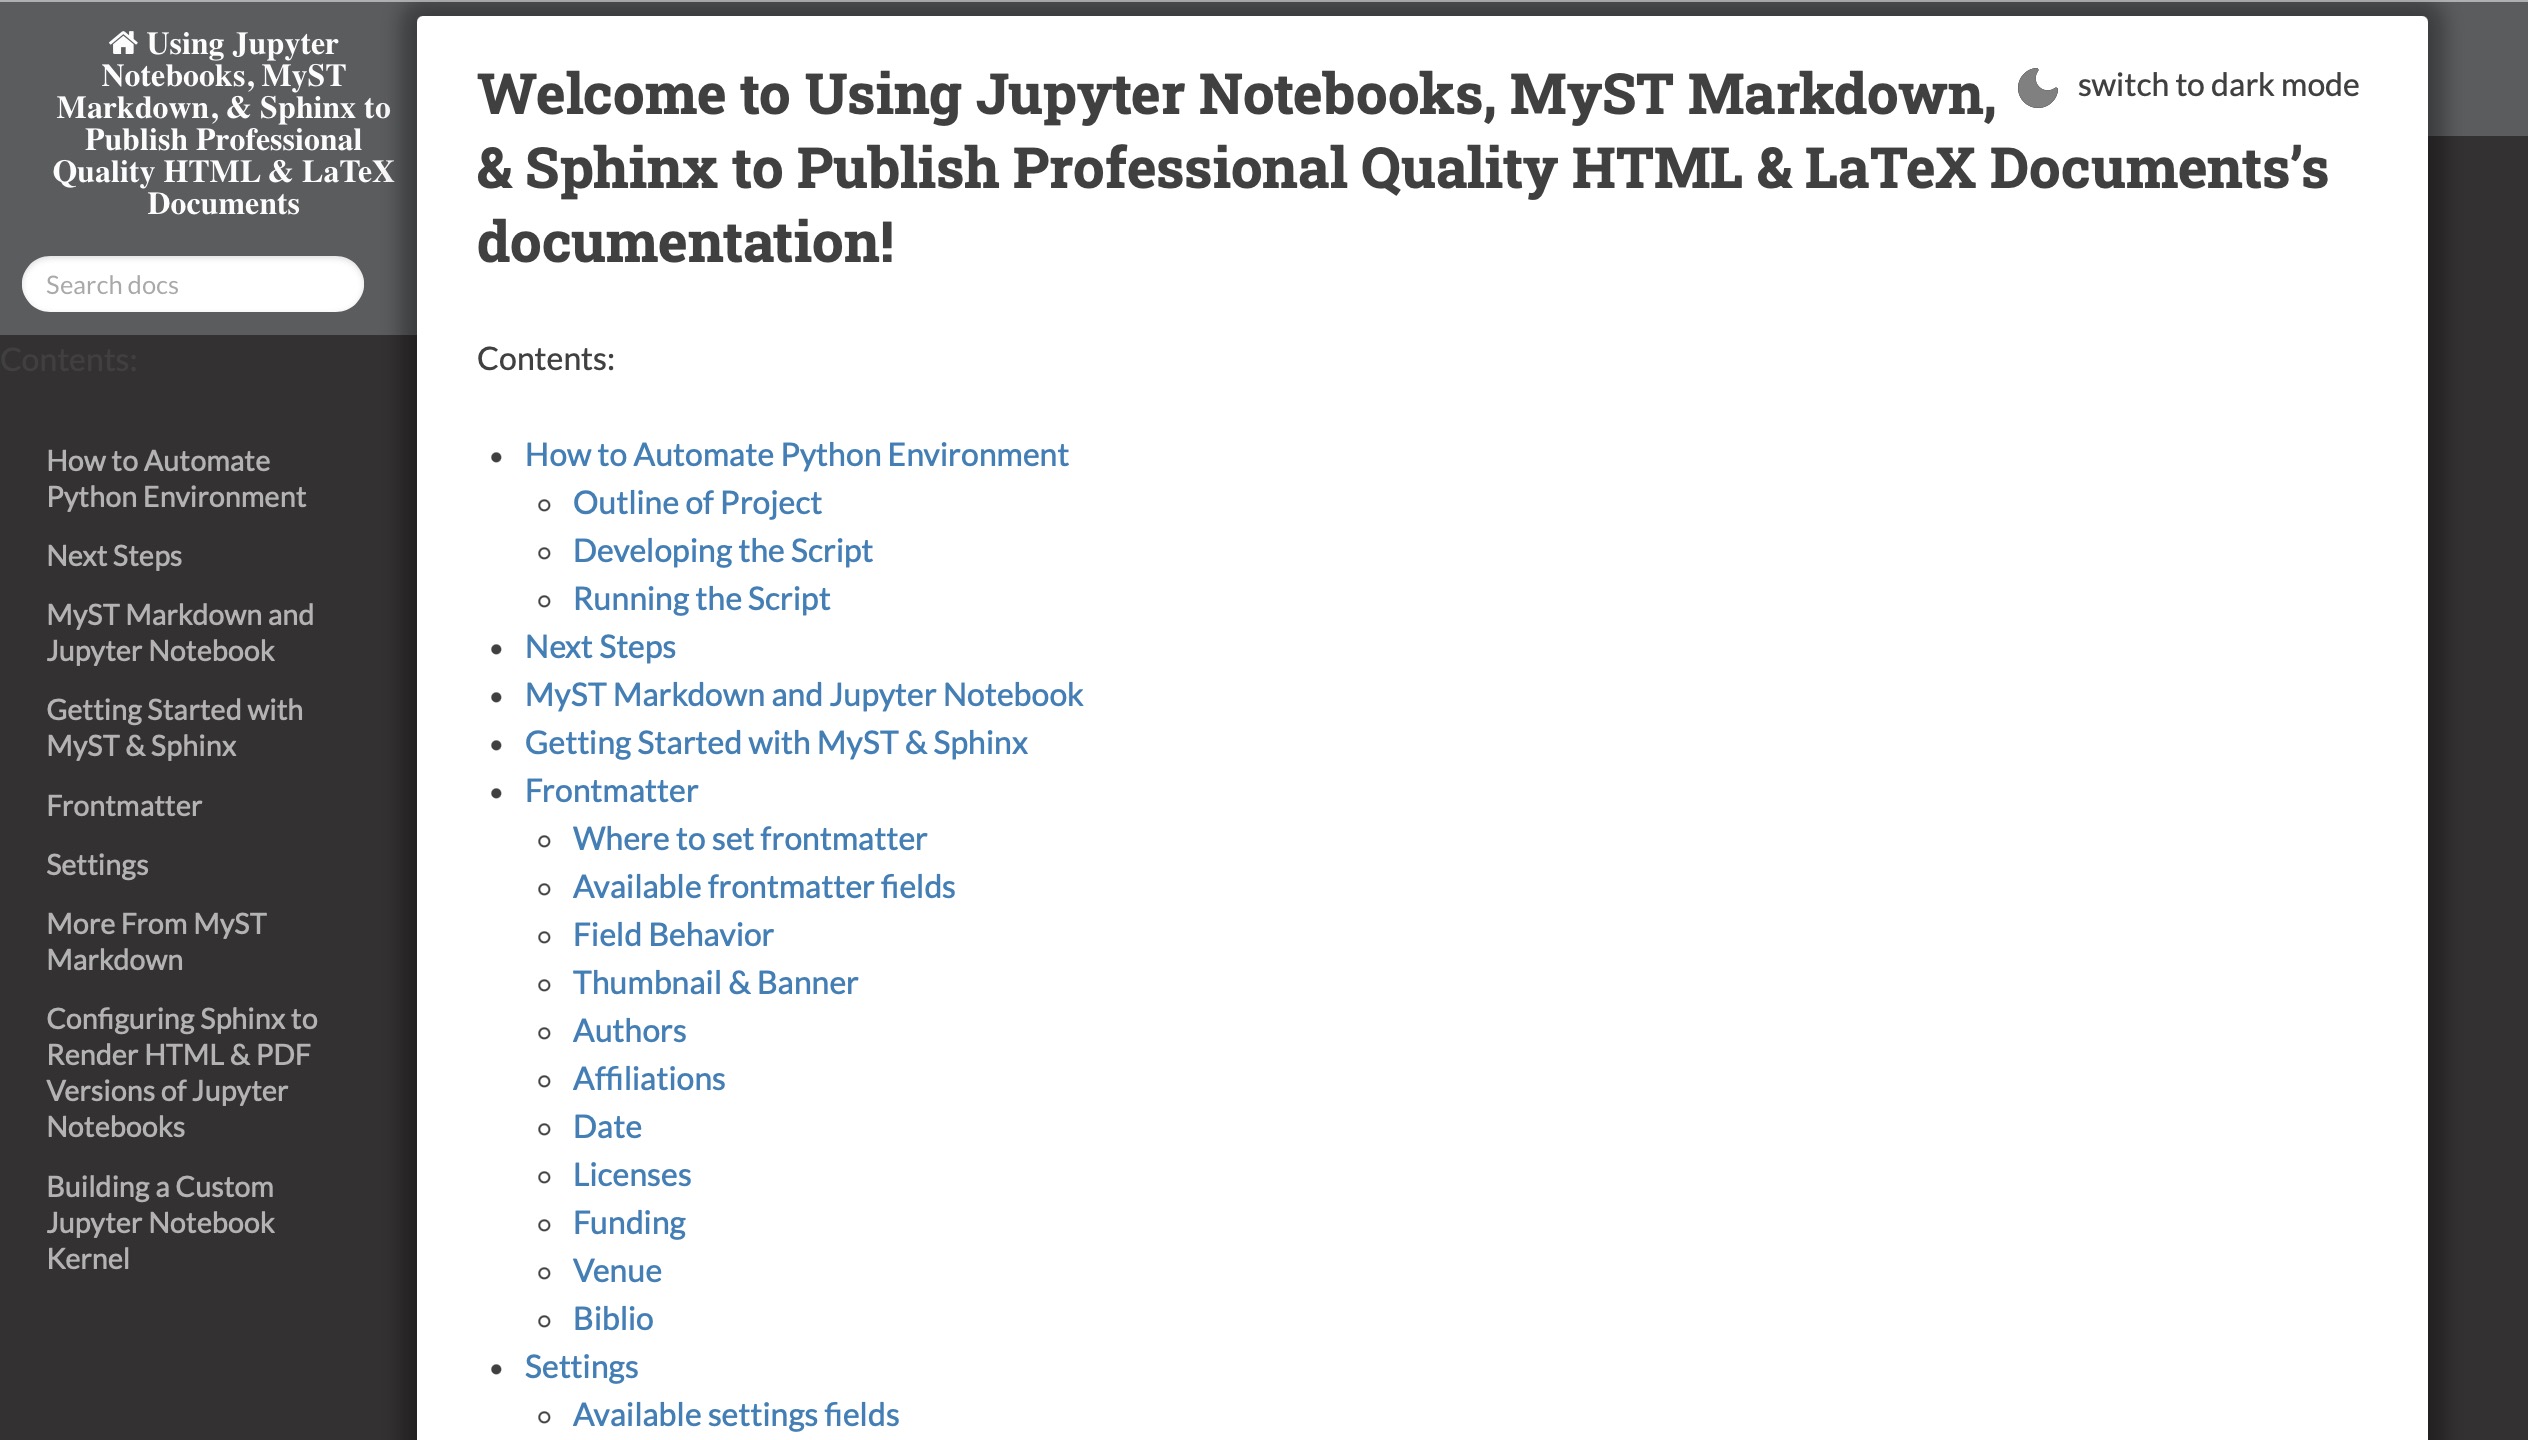 Using Jupyter
Notebooks, MyST
Markdown, & Sphinx to
Publish Professional
Quality HTML & LaTeX
Documents
Search docs
Contents:
How to Automate
Python Environment
Next Steps
MyST Markdown and
Jupyter Notebook
Getting Started with
MyST & Sphinx
Frontmatter
Settings
More From MyST
Markdown
Configuring Sphinx to
Render HTML & PDF
Versions of Jupyter
Notebooks
Building a Custom
Jupyter Notebook
Kernel
switch to dark mode
Welcome to Using Jupyter Notebooks, MyST Markdown,
& Sphinx to Publish Professional Quality HTML & LaTeX Documents’s
documentation!
Contents:
How to Automate Python Environment
Outline of Project
Developing the Script
Running the Script
Next Steps
MyST Markdown and Jupyter Notebook
Getting Started with MyST & Sphinx
Frontmatter
Where to set frontmatter
Available frontmatter fields
Field Behavior
Thumbnail & Banner
Authors
Affiliations
Date
Licenses
Funding
Venue
Biblio
Settings
Available settings fields